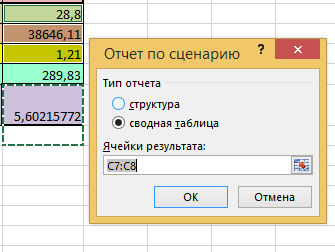 28,8
38646,11
1,21
289,83
5,60215772
Отчет по сценарию ? x
Тип отчета
структура
сводная таблица
Ячейки результата:
C7:C8
ОК Отмена